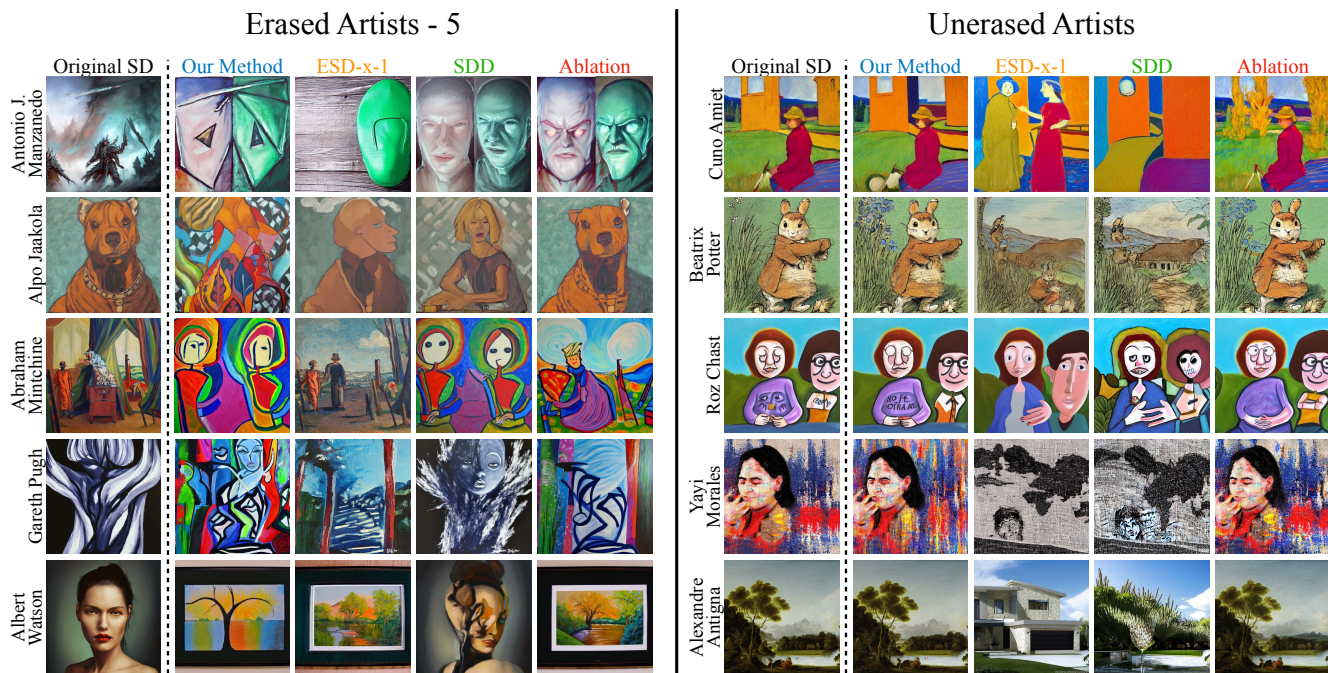 Erased Artists - 5
Unerased Artists
Original SD
Our Method
ESD-x-1
SDD
Ablation
Original SD
Our Method
ESD-x-1
SDD
Ablation
Antonio J.
Manzanedo
Alpo Jaakola
Abraham
Mintchine
Gareth Pugh
Albert
Watson
Cuno Amiet
Beatrix
Potter
Roz Chast
Yayi
Morales
Alexandre
Antigna